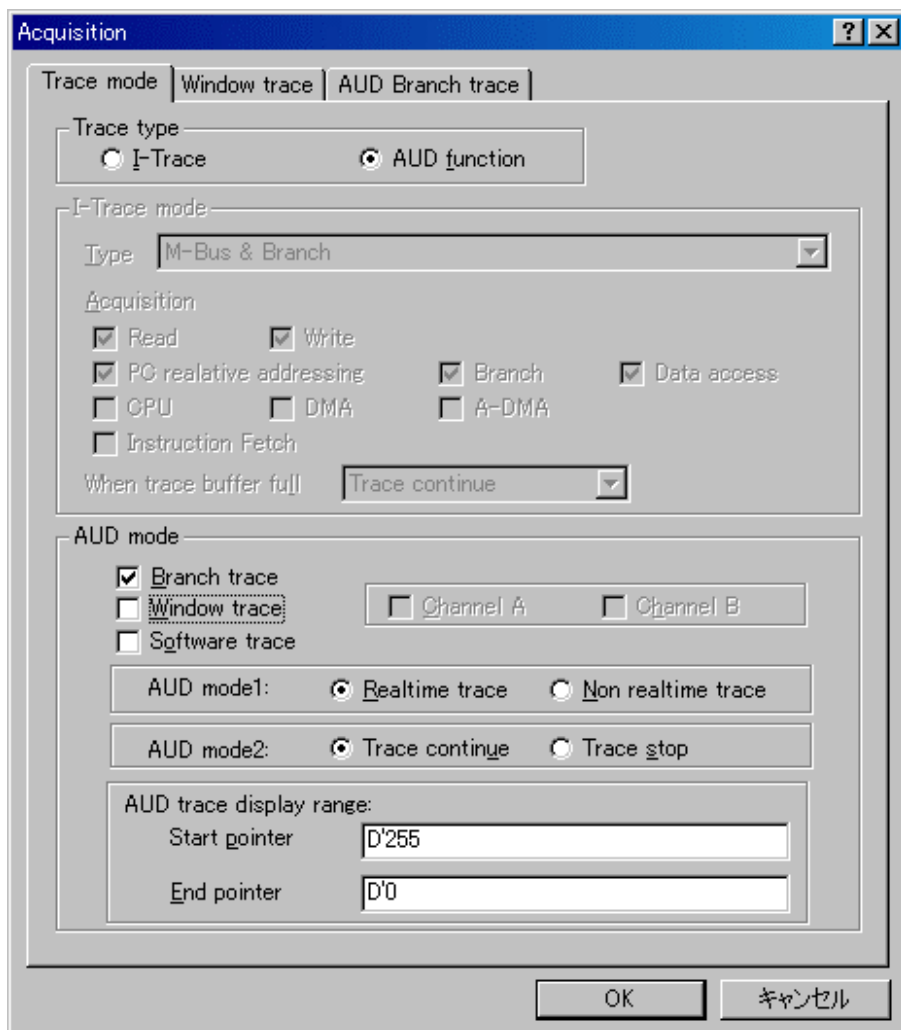 Acquisition
Trace mode Window trace AUD Branch trace
Trace type
I-Trace AUD function
I-Trace mode
Type M-Bus & Branch
Acquisition
Read Write
PC realative addressing Branch Data access
CPU DMA A-DMA
Instruction Fetch
When trace buffer full Trace continue
AUD mode
Branch trace
Window trace Channel A Channel B
Software trace
AUD mode1: Realtime trace Non realtime trace
AUD mode2: Trace continue Trace stop
AUD trace display range:
Start pointer D'255
End pointer D'0
OK キャンセル